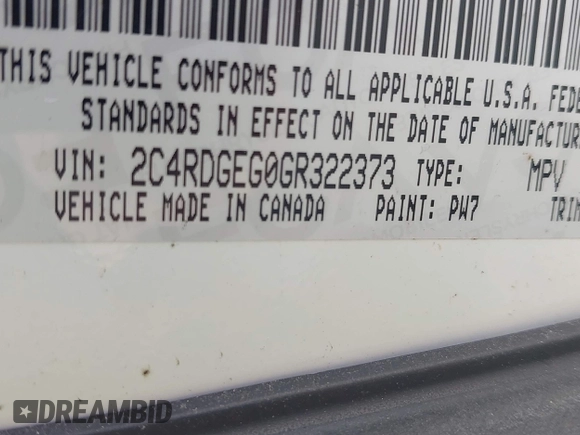 THIS VEHICLE CONFORMS TO ALL APPLICABLE U.S.A.
STANDARDS IN EFFECT ON THE DATE OF
VIN: 2C4RDGEG0GR322373 TYPE: MPV
VEHICLE MADE IN CANADA PAINT: PW7
DREAMBID